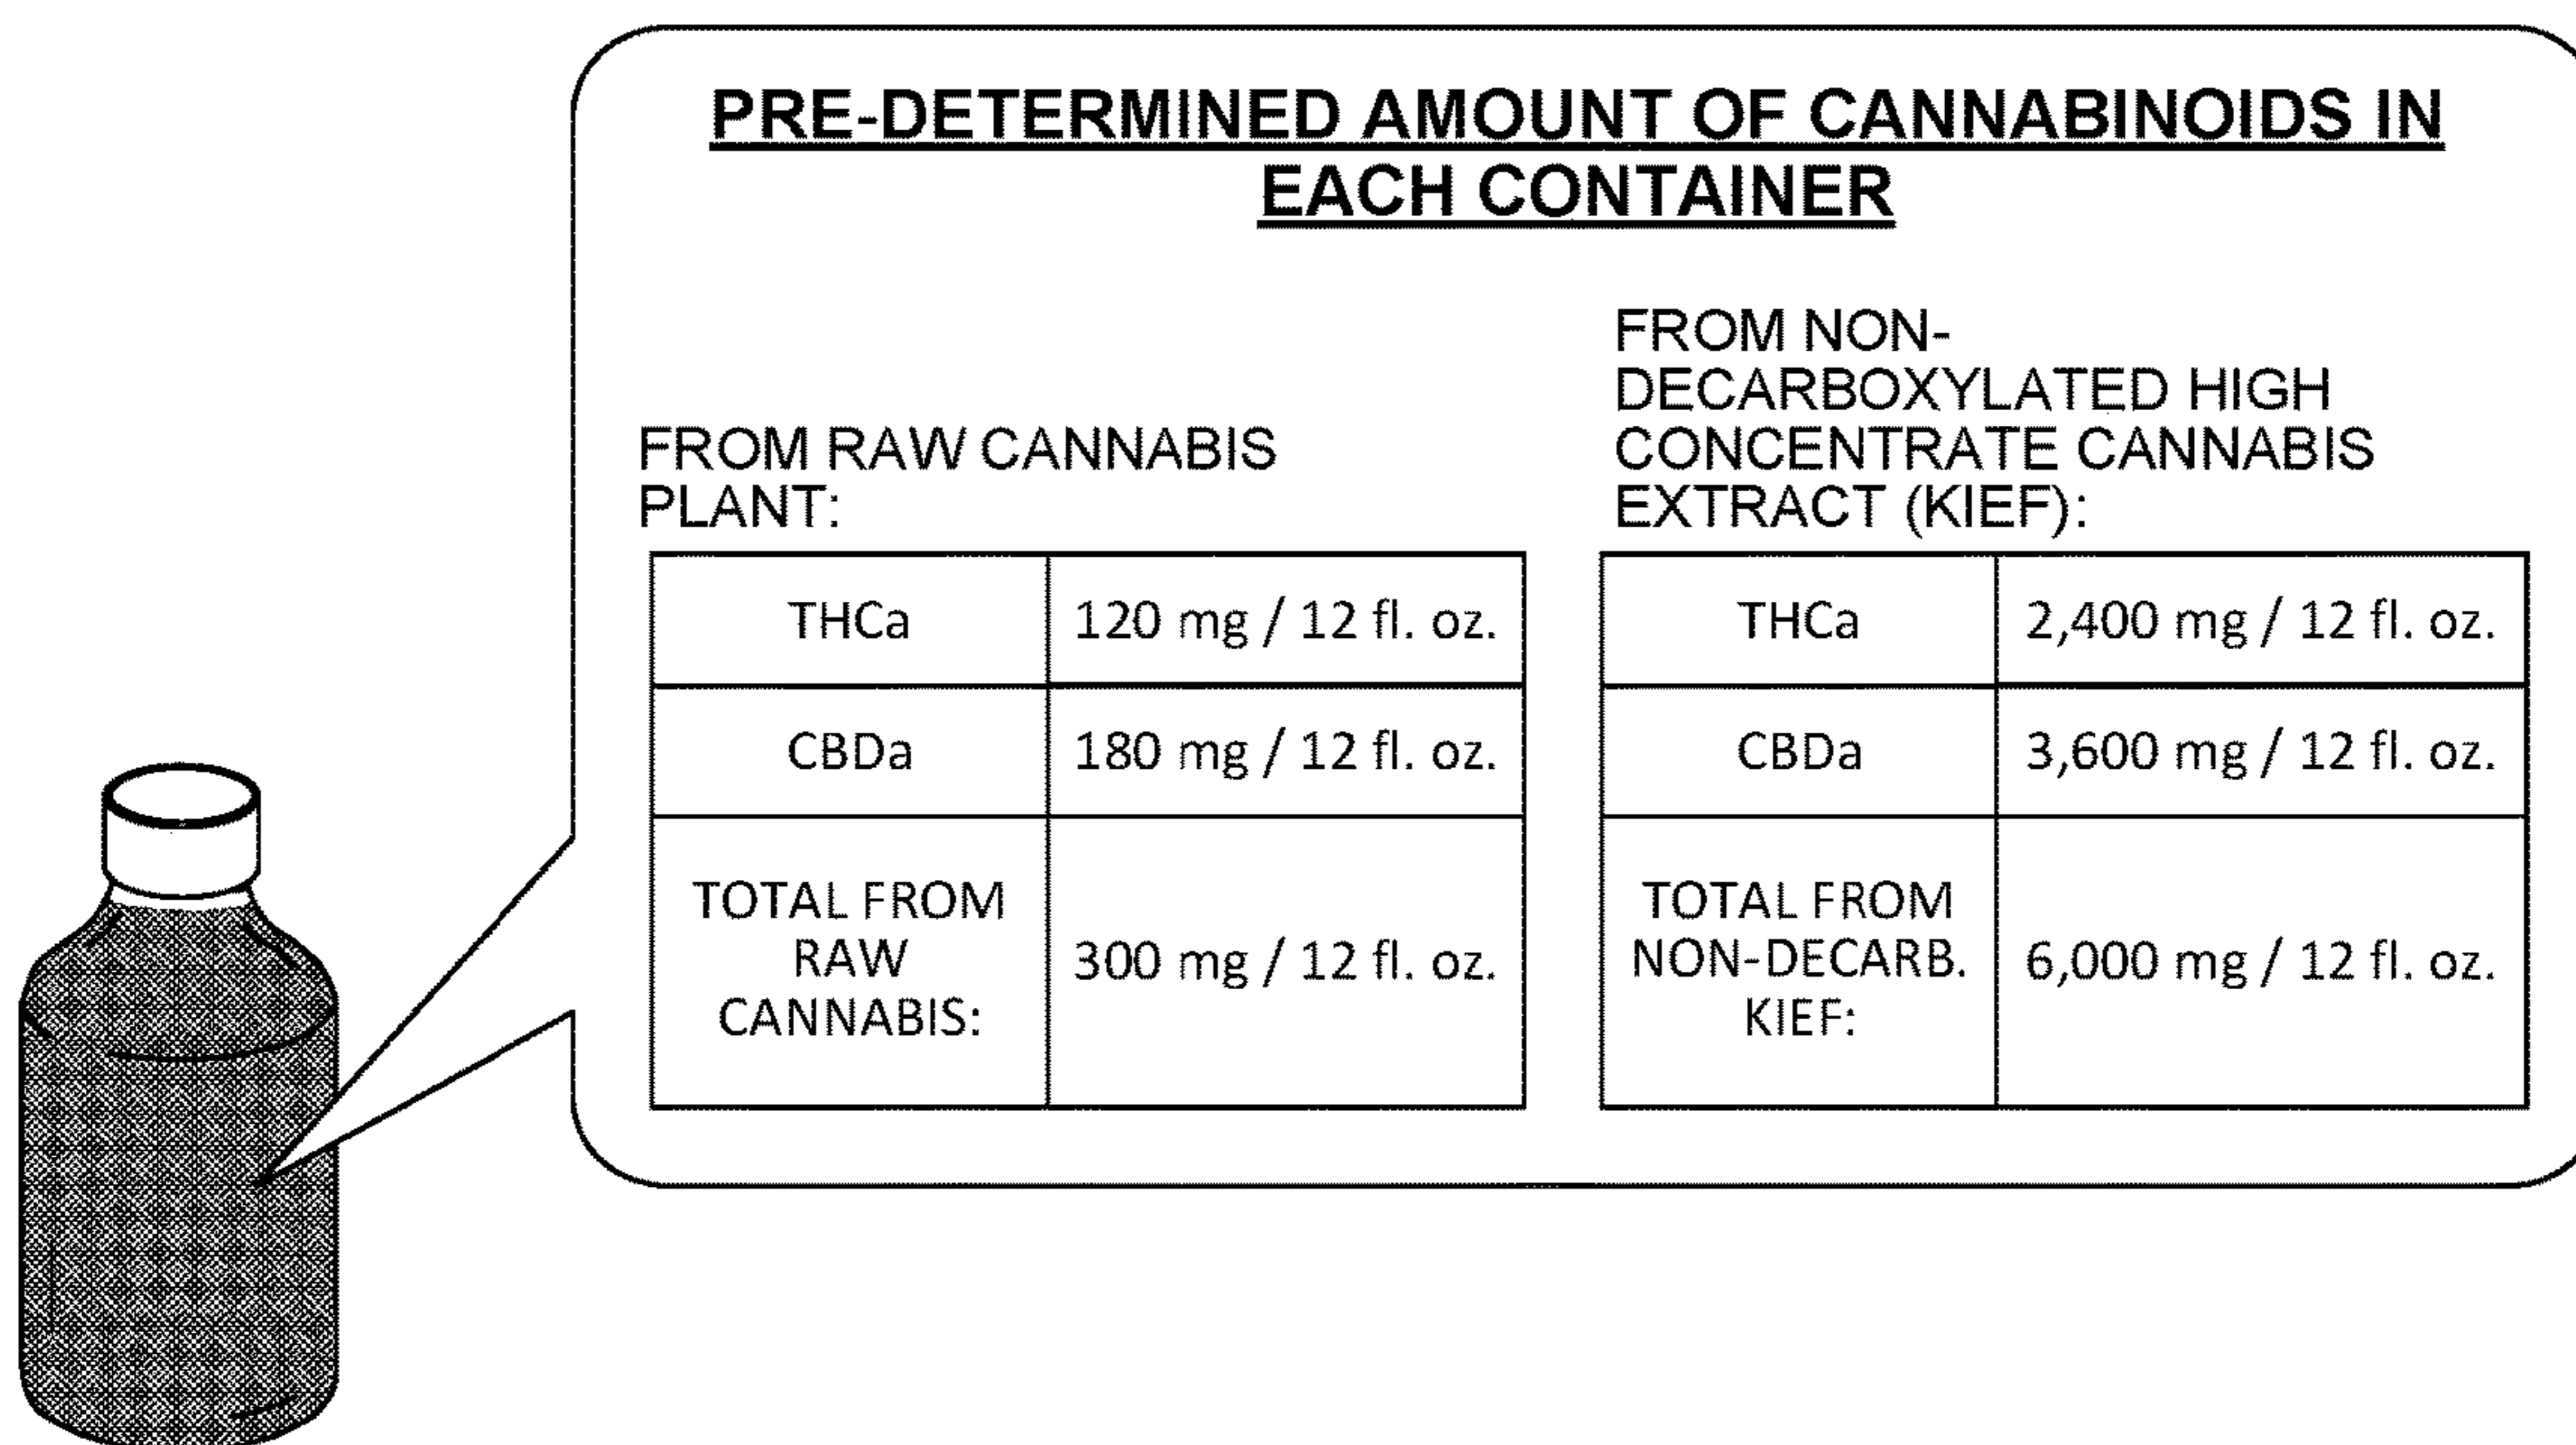 PRE-DETERMINED AMOUNT OF CANNABINOIDS IN
EACH CONTAINER
FROM RAW CANNABIS
PLANT:
THCa
120 mg / 12 fl. oz.
CBDa
180 mg / 12 fl. oz.
TOTAL FROM
RAW
CANNABIS:
300 mg / 12 fl. oz.
FROM NON-
DECARBOXYLATED HIGH
CONCENTRATE CANNABIS
EXTRACT (KIEF):
THCa
2,400 mg / 12 fl. oz.
CBDa
3,600 mg / 12 fl. oz.
TOTAL FROM
NON-DECARB.
KIEF:
6,000 mg / 12 fl. oz.